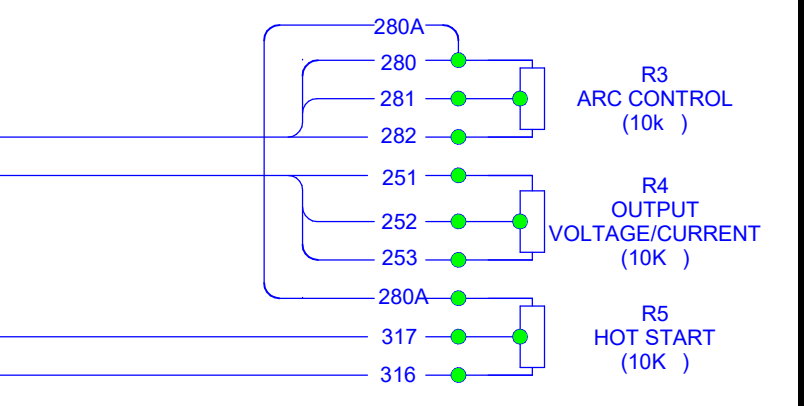 280A
280
281
282
R3
ARC CONTROL
(10k )
251
252
253
R4
OUTPUT
VOLTAGE/CURRENT
(10K )
280A
317
316
R5
HOT START
(10K )